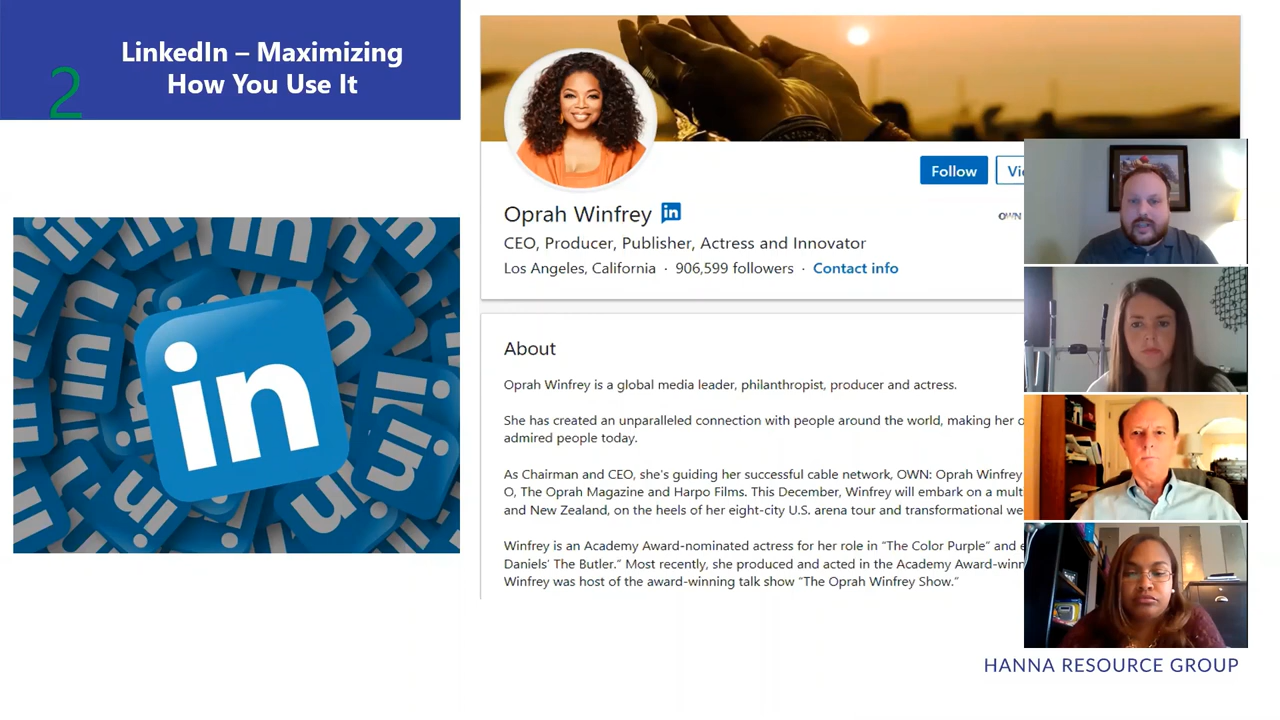 LinkedIn – Maximizing
How You Use It
2
in
Follow
Oprah Winfrey in
OWN
CEO, Producer, Publisher, Actress and Innovator
Los Angeles, California · 906,599 followers · Contact info
About
Oprah Winfrey is a global media leader, philanthropist, producer and actress.
She has created an unparalleled connection with people around the world, making her
admired people today.
As Chairman and CEO, she's guiding her successful cable network, OWN: Oprah Winfrey
O, The Oprah Magazine and Harpo Films. This December, Winfrey will embark on a
and New Zealand, on the heels of her eight-city U.S. arena tour and transformational
Winfrey is an Academy Award-nominated actress for her role in "The Color Purple" and
Daniels' The Butler." Most recently, she produced and acted in the Academy
Winfrey was host of the award-winning talk show "The Oprah Winfrey Show."
HANNA RESOURCE GROUP